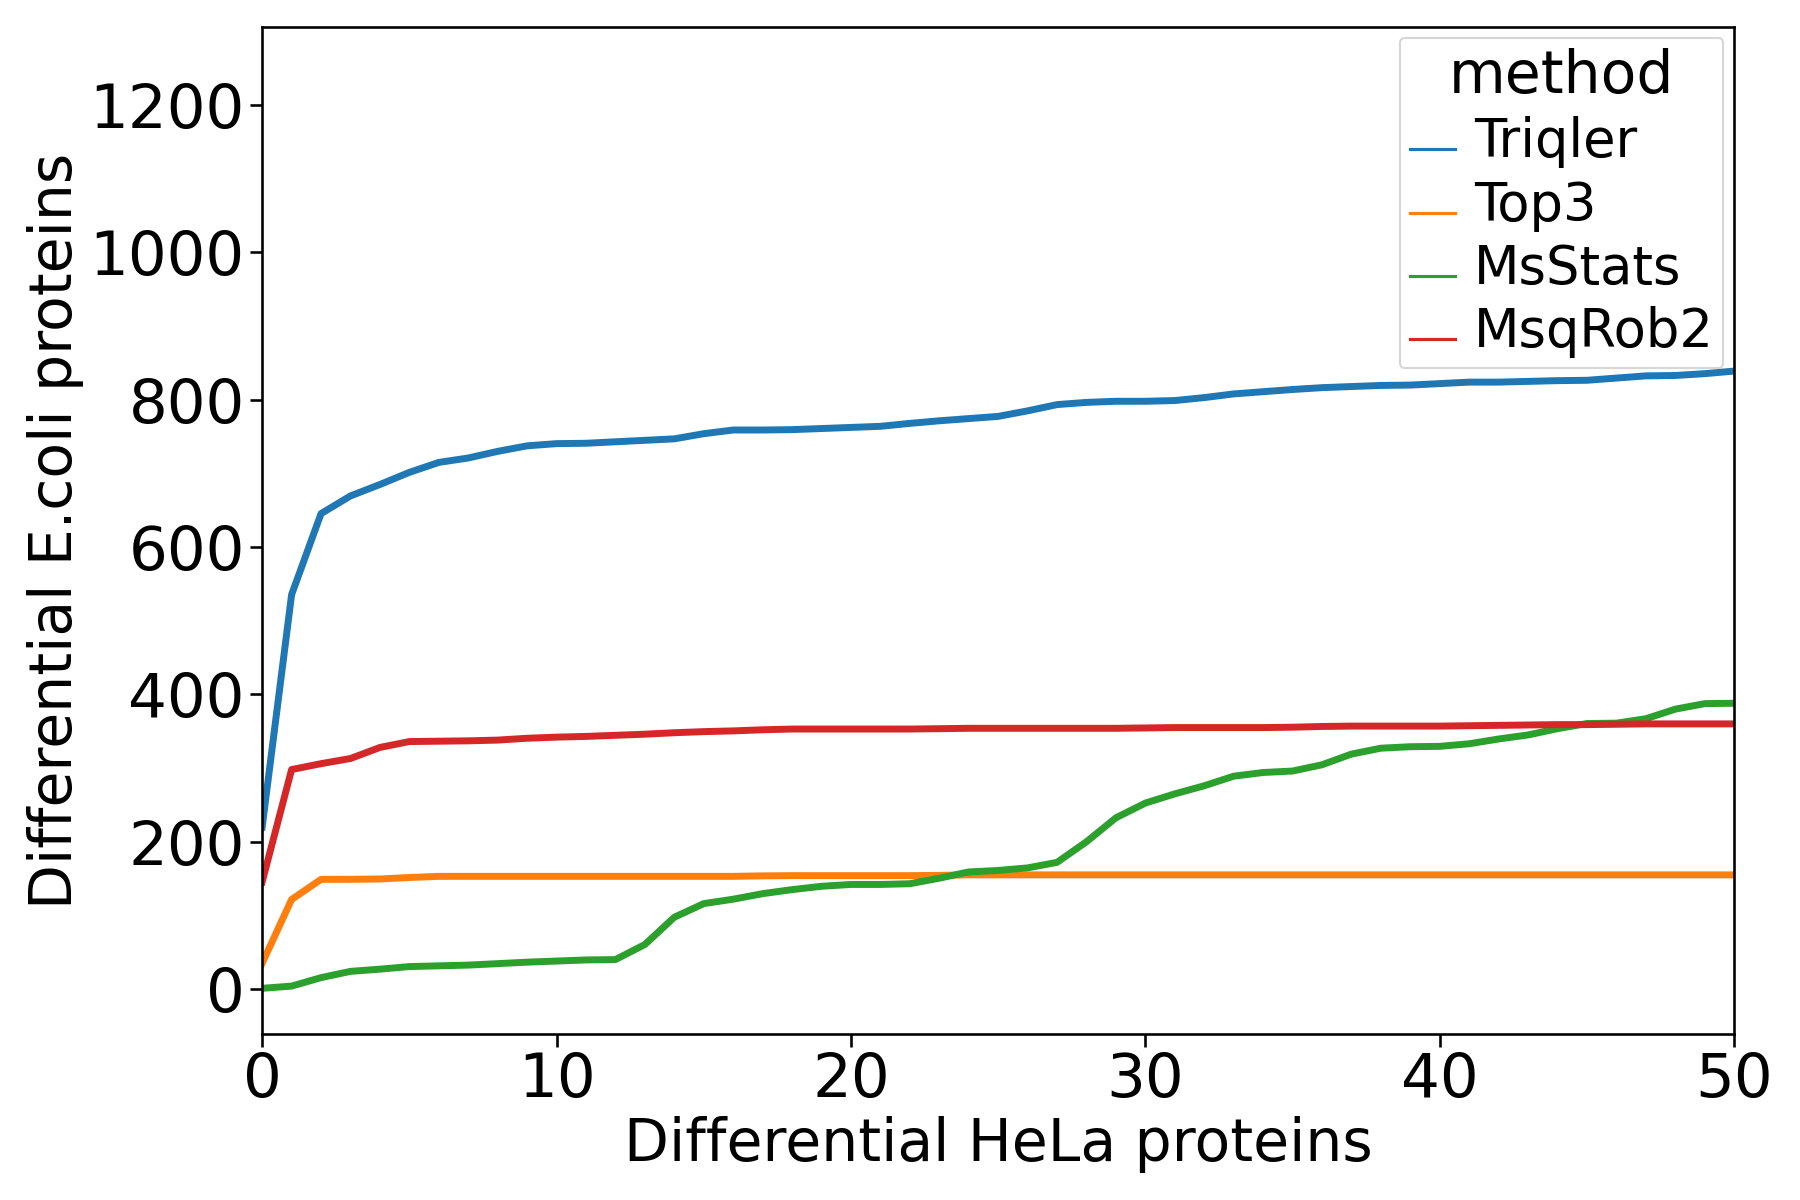 Differential E.coli proteins
1200
1000
800
600
400
200
0
0 10 20 30 40 50
Differential HeLa proteins
method
Triqler
Top3
MsStats
MsqRob2